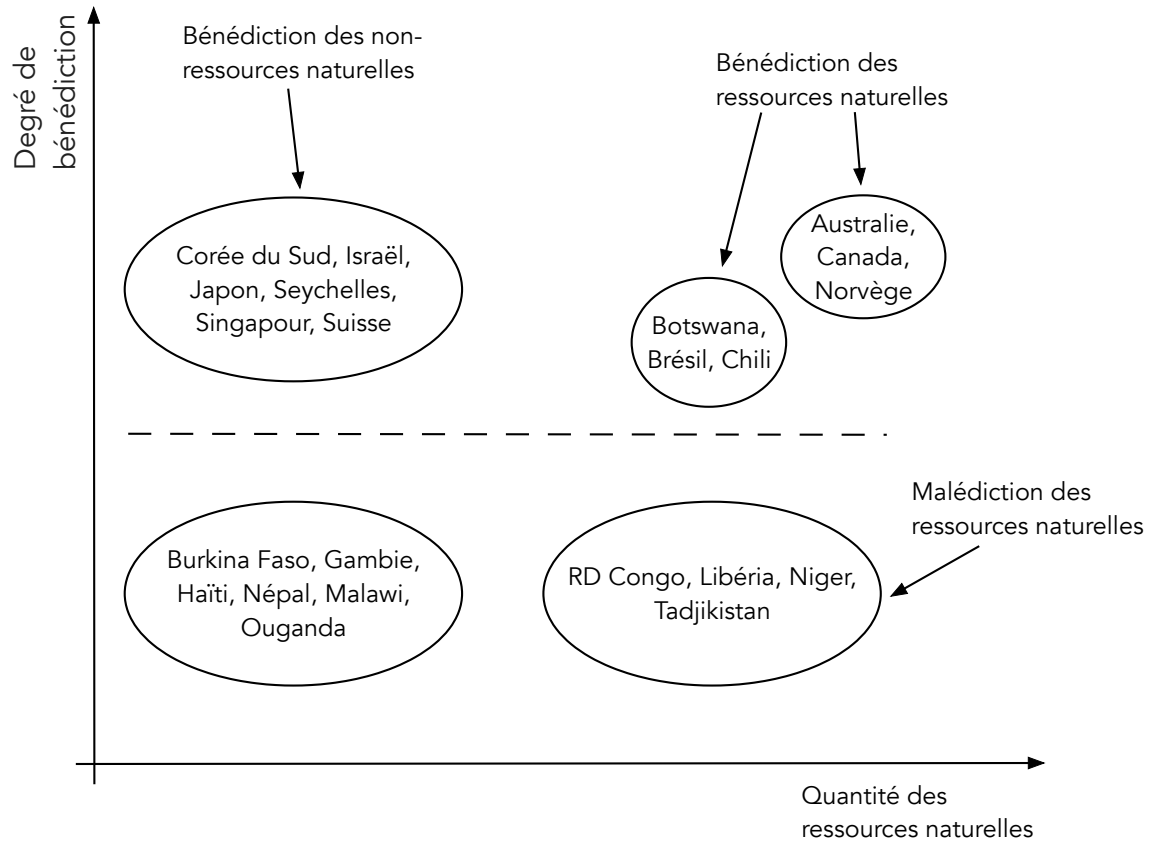 Degré de
bénédiction
Bénédiction des non-
ressources naturelles
Bénédiction des
ressources naturelles
Corée du Sud, Israël,
Japon, Seychelles,
Singapour, Suisse
Australie,
Canada,
Norvège
Botswana,
Brésil, Chili
Malédiction des
ressources naturelles
Burkina Faso, Gambie,
Haïti, Népal, Malawi,
Ouganda
RD Congo, Libéria, Niger,
Tadjikistan
Quantité des
ressources naturelles